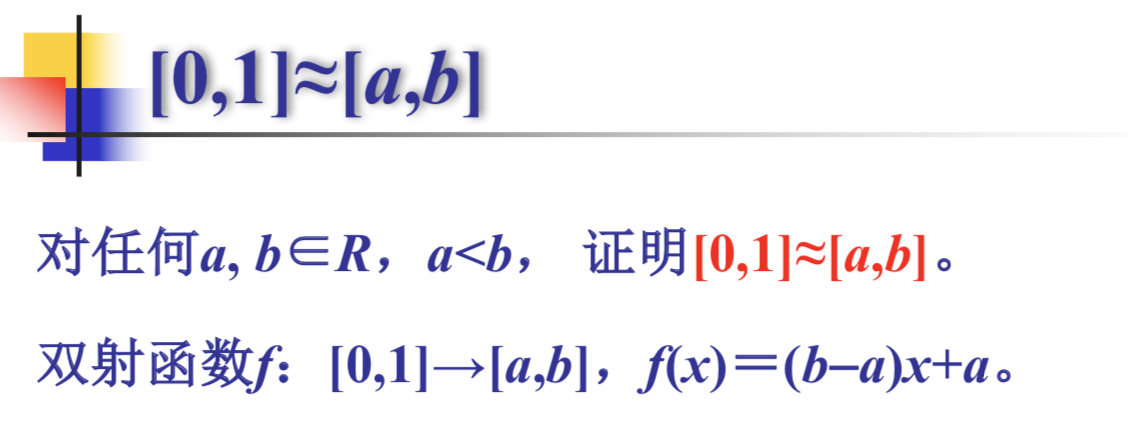 [0,1]≈[a,b]
对任何a, b∈R，a<b， 证明[0,1]≈[a,b]。
双射函数f：[0,1]→[a,b]，f(x)＝(b–a)x+a。